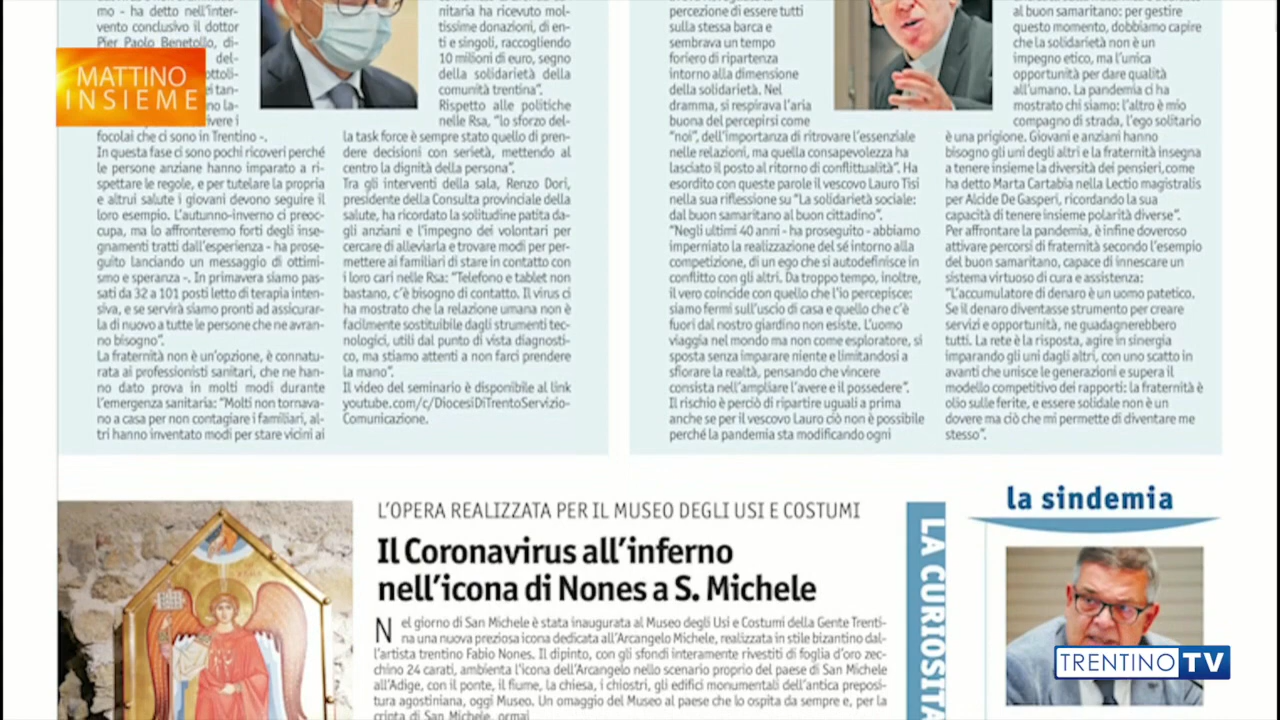 MATTINO
INSIEME
mo - ha detto nell'inter-
vento conclusivo il dottor
Pier Paolo Benetollo, di-
del-
ottoli-
ei tan-
no la-
rivere i
focolai che ci sono in Trentino -.
In questa fase ci sono pochi ricoveri perché
le persone anziane hanno imparato a ri-
spettare le regole, e per tutelare la propria
e altrui salute i giovani devono seguire il
loro esempio. L'autunno-inverno ci preoc-
cupa, ma lo affronteremo forti degli inse-
gnamenti tratti dall'esperienza - ha prose-
guito lanciando un messaggio di ottimi-
smo e speranza -. In primavera siamo pas-
sati da 32 a 101 posti letto di terapia inten-
siva, e se servirà siamo pronti ad assicurar-
la di nuovo a tutte le persone che ne avran-
no bisogno".
La fraternità non è un'opzione, è connatu-
rata ai professionisti sanitari, che ne han-
no dato prova in molti modi durante
l'emergenza sanitaria: "Molti non tornava-
no a casa per non contagiare i familiari, al-
tri hanno inventato modi per stare vicini ai
nitaria ha ricevuto mol-
tissime donazioni, di en-
ti e singoli, raccogliendo
10 milioni di euro, segno
della solidarietà della
comunità trentina".
Rispetto alle politiche
nelle Rsa, "lo sforzo del-
la task force è sempre stato quello di pren-
dere decisioni con serietà, mettendo al
centro la dignità della persona".
Tra gli interventi della sala, Renzo Dori,
presidente della Consulta provinciale della
salute, ha ricordato la solitudine patita da-
gli anziani e l'impegno dei volontari per
cercare di alleviarla e trovare modi per per-
mettere ai familiari di stare in contatto con
i loro cari nelle Rsa: "Telefono e tablet non
bastano, c'è bisogno di contatto. Il virus ci
ha mostrato che la relazione umana non è
facilmente sostituibile dagli strumenti tec-
nologici, utili dal punto di vista diagnosti-
co, ma stiamo attenti a non farci prendere
la mano".
Il video del seminario è disponibile al link
youtube.com/c/DiocesiDiTrentoServizio-
Comunicazione.
percezione di essere tutti
sulla stessa barca e
sembrava un tempo
foriero di ripartenza
intorno alla dimensione
della solidarietà. Nel
dramma, si respirava l'aria
buona del percepirsi come
"noi", dell'importanza di ritrovare l'essenziale
nelle relazioni, ma quella consapevolezza ha
lasciato il posto al ritorno di conflittualità". Ha
esordito con queste parole il vescovo Lauro Tisi
nella sua riflessione su "La solidarietà sociale:
dal buon samaritano al buon cittadino".
"Negli ultimi 40 anni - ha proseguito - abbiamo
imperniato la realizzazione del sé intorno alla
competizione, di un ego che si autodefinisce in
conflitto con gli altri. Da troppo tempo, inoltre,
il vero coincide con quello che l'io percepisce:
siamo fermi sull'uscio di casa e quello che c'è
fuori dal nostro giardino non esiste. L'uomo
viaggia nel mondo ma non come esploratore, si
sposta senza imparare niente e limitandosi a
sfiorare la realtà, pensando che vincere
consista nell'ampliare l'avere e il possedere".
Il rischio è perciò di ripartire uguali a prima
anche se per il vescovo Lauro ciò non è possibile
perché la pandemia sta modificando ogni
al buon samaritano: per gestire
questo momento, dobbiamo capire
che la solidarietà non è un
impegno etico, ma l'unica
opportunità per dare qualità
all'umano. La pandemia ci ha
mostrato chi siamo: l'altro è mio
compagno di strada, l'ego solitario
è una prigione. Giovani e anziani hanno
bisogno gli uni degli altri e la fraternità insegna
a tenere insieme la diversità dei pensieri, come
ha detto Marta Cartabia nella Lectio magistralis
per Alcide De Gasperi, ricordando la sua
capacità di tenere insieme polarità diverse".
Per affrontare la pandemia, è infine doveroso
attivare percorsi di fraternità secondo l'esempio
del buon samaritano, capace di innescare un
sistema virtuoso di cura e assistenza:
"L'accumulatore di denaro è un uomo patetico.
Se il denaro diventasse strumento per creare
servizi e opportunità, ne guadagnerebbero
tutti. La rete è la risposta, agire in sinergia
imparando gli uni dagli altri, con uno scatto in
avanti che unisce le generazioni e supera il
modello competitivo dei rapporti: la fraternità è
olio sulle ferite, e essere solidale non è un
dovere ma ciò che mi permette di diventare me
stesso".
L'OPERA REALIZZATA PER IL MUSEO DEGLI USI E COSTUMI
Il Coronavirus all'inferno
nell'icona di Nones a S. Michele
Nel giorno di San Michele è stata inaugurata al Museo degli Usi e Costumi della Gente Trenti-
na una nuova preziosa icona dedicata all'Arcangelo Michele, realizzata in stile bizantino dal-
l'artista trentino Fabio Nones. Il dipinto, con gli sfondi interamente rivestiti di foglia d'oro zec-
chino 24 carati, ambienta l'icona dell'Arcangelo nello scenario proprio del paese di San Michele
all'Adige, con il ponte, il fiume, la chiesa, i chiostri, gli edifici monumentali dell'antica preposi-
tura agostiniana, oggi Museo. Un omaggio del Museo al paese che lo ospita da sempre e, per la
cripta di San Michele, ormai
LA CURIOSITA
la sindemia
TRENTINO TV